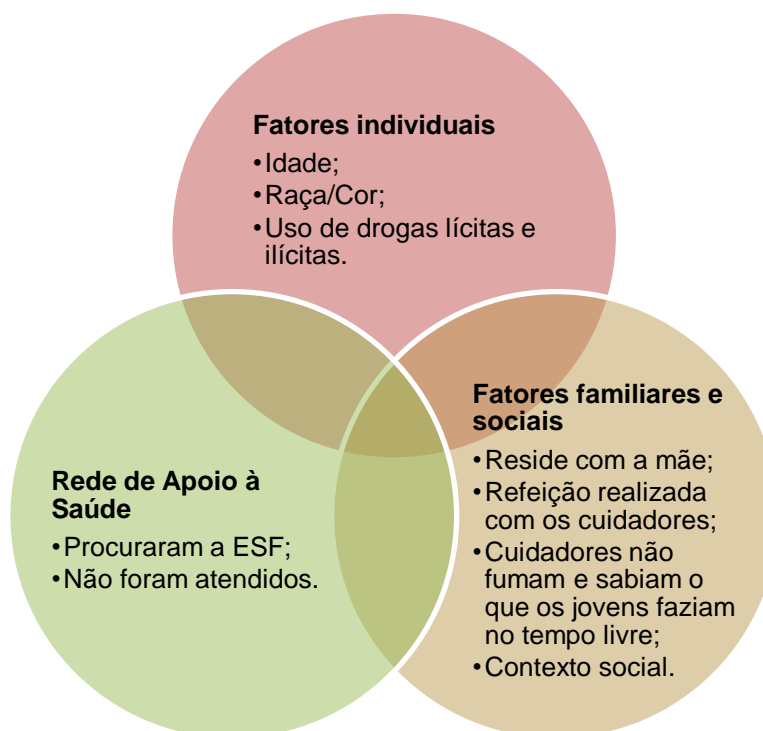 Fatores individuais
•Idade;
•Raça/Cor;
•Uso de drogas lícitas e
ilícitas.
Rede de Apoio à
Saúde
•Procuraram a ESF;
•Não foram atendidos.
Fatores familiares e
sociais
•Reside com a mãe;
•Refeição realizada
com os cuidadores;
•Cuidadores não
fumam e sabiam o
que os jovens faziam
no tempo livre;
•Contexto social.